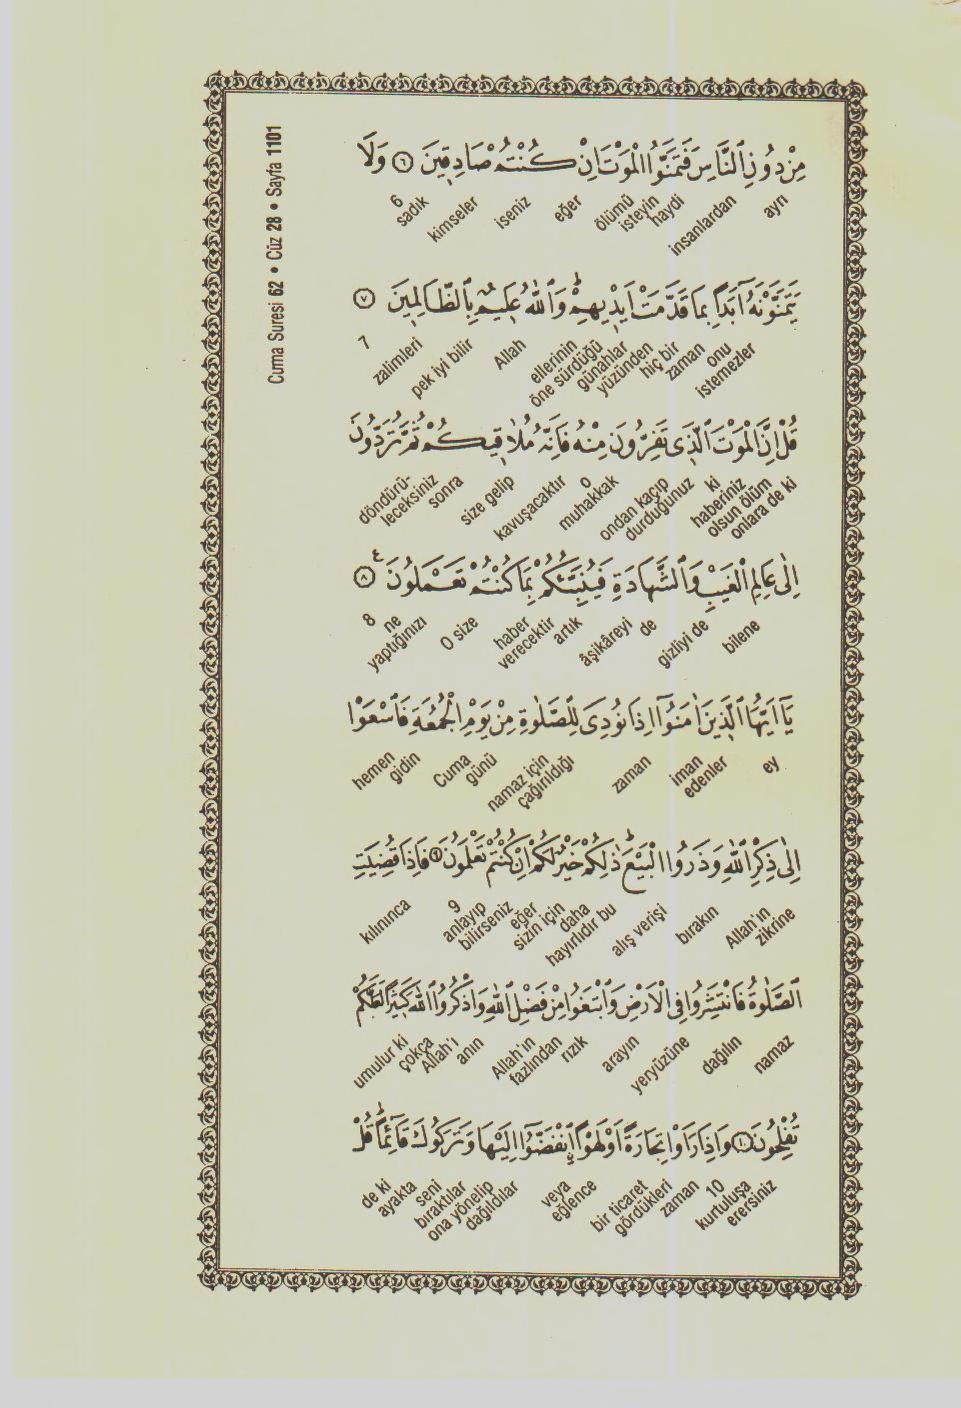 Cuma Suresi 62 • Cüz 28 • Sayfa 1101
مِنْ دُونِ النَّاسِ فَتَمَنَّوُا الْمَوْتَ اِنْ كُنْتُمْ صَادِقِينَ ﴿٦﴾ وَلَا
ayrı insanlardan haydi isteyin ölümü eğer iseniz kimseler sadık 6
يَتَمَنَّوْنَهُٓ اَبَدًا بِمَا قَدَّمَتْ اَيْدِيهِمْ وَاللّٰهُ عَلِيمٌ بِالظَّالِمِينَ ﴿٧﴾
onu istemezler hiç bir zaman günahlar yüzünden ellerinin öne sürdüğü Allah pek iyi bilir zalimleri 7
قُلْ اِنَّ الْمَوْتَ الَّذِي تَفِرُّونَ مِنْهُ فَاِنَّهُ مُلَاقِيكُمْ ثُمَّ تُرَدُّونَ
onlara de ki haberiniz olsun ölüm ki ondan kaçıp durduğunuz o muhakkak kavuşacaktır size gelip sonra döndürü-leceksiniz
اِلٰى عَالِمِ الْغَيْبِ وَالشَّهَادَةِ فَيُنَبِّئُكُمْ بِمَا كُنْتُمْ تَعْمَلُونَ ﴿٨﴾ ع
bilene gizliyi de de âşikâreyi artık haber verecektir O size ne yaptığınızı 8
يَٓا اَيُّهَا الَّذِينَ اٰمَنُٓوا اِذَا نُودِيَ لِلصَّلٰوةِ مِنْ يَوْمِ الْجُمُعَةِ فَاسْعَوْا
ey iman edenler zaman namaz için çağırıldığı Cuma günü hemen gidin
اِلٰى ذِكْرِ اللّٰهِ وَذَرُوا الْبَيْعَ ذٰلِكُمْ خَيْرٌ لَكُمْ اِنْ كُنْتُمْ تَعْلَمُونَ ﴿٩﴾ فَاِذَا قُضِيَتِ
Allah'ın zikrine bırakın alış verişi daha hayırlıdır bu eğer sizin için anlayıp bilirseniz 9 kılınınca
الصَّلٰوةُ فَانْتَشِرُوا فِي الْاَرْضِ وَابْتَغُوا مِنْ فَضْلِ اللّٰهِ وَاذْكُرُوا اللّٰهَ كَثِيرًا لَعَلَّكُمْ
namaz dağılın yeryüzüne arayın rızık Allah'ın fazlından anın çokça Allah'ı umulur ki
تُفْلِحُونَ ﴿١٠﴾ وَاِذَا رَاَوْا تِجَارَةً اَوْ لَهْوًا انْفَضُّٓوا اِلَيْهَا وَتَرَكُوكَ قَٓائِمًا قُلْ
kurtuluşa erersiniz 10 zaman bir ticaret gördükleri veya eğlence ona yönelip dağıldılar seni bıraktılar ayakta de ki